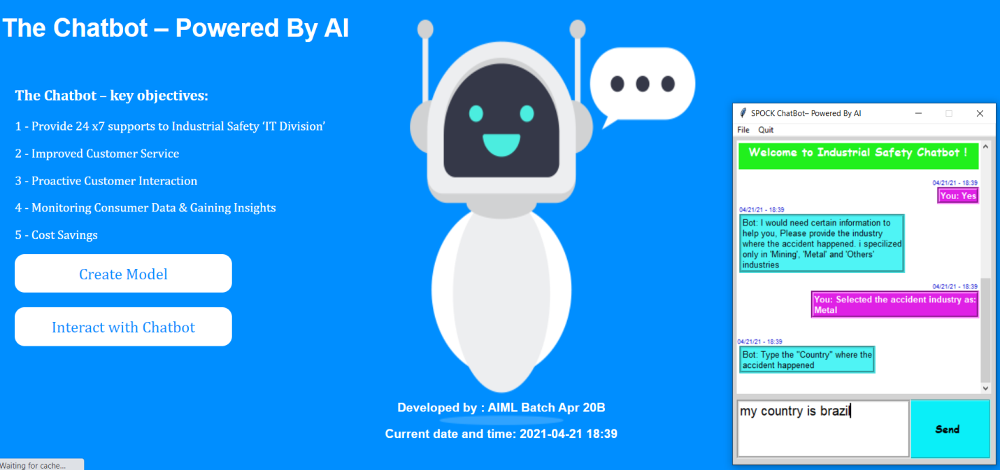 The Chatbot – Powered By AI
The Chatbot – key objectives:
1 - Provide 24 x7 supports to Industrial Safety ‘IT Division’
2 - Improved Customer Service
3 - Proactive Customer Interaction
4 - Monitoring Consumer Data & Gaining Insights
5 - Cost Savings
Create Model
Interact with Chatbot
Developed by : AIML Batch Apr 20B
Current date and time: 2021-04-21 18:39
Waiting for cache...
SPOCK ChatBot– Powered By AI
File Quit
Welcome to Industrial Safety Chatbot !
04/21/21 - 18:39
You: Yes
04/21/21 - 18:39
Bot: I would need certain information to
help you, Please provide the industry
where the accident happened. i specilized
only in 'Mining', 'Metal' and 'Others'
industries
04/21/21 - 18:39
You: Selected the accident industry as:
Metal
04/21/21 - 18:39
Bot: Type the "Country" where the
accident happened
my country is brazil
Send